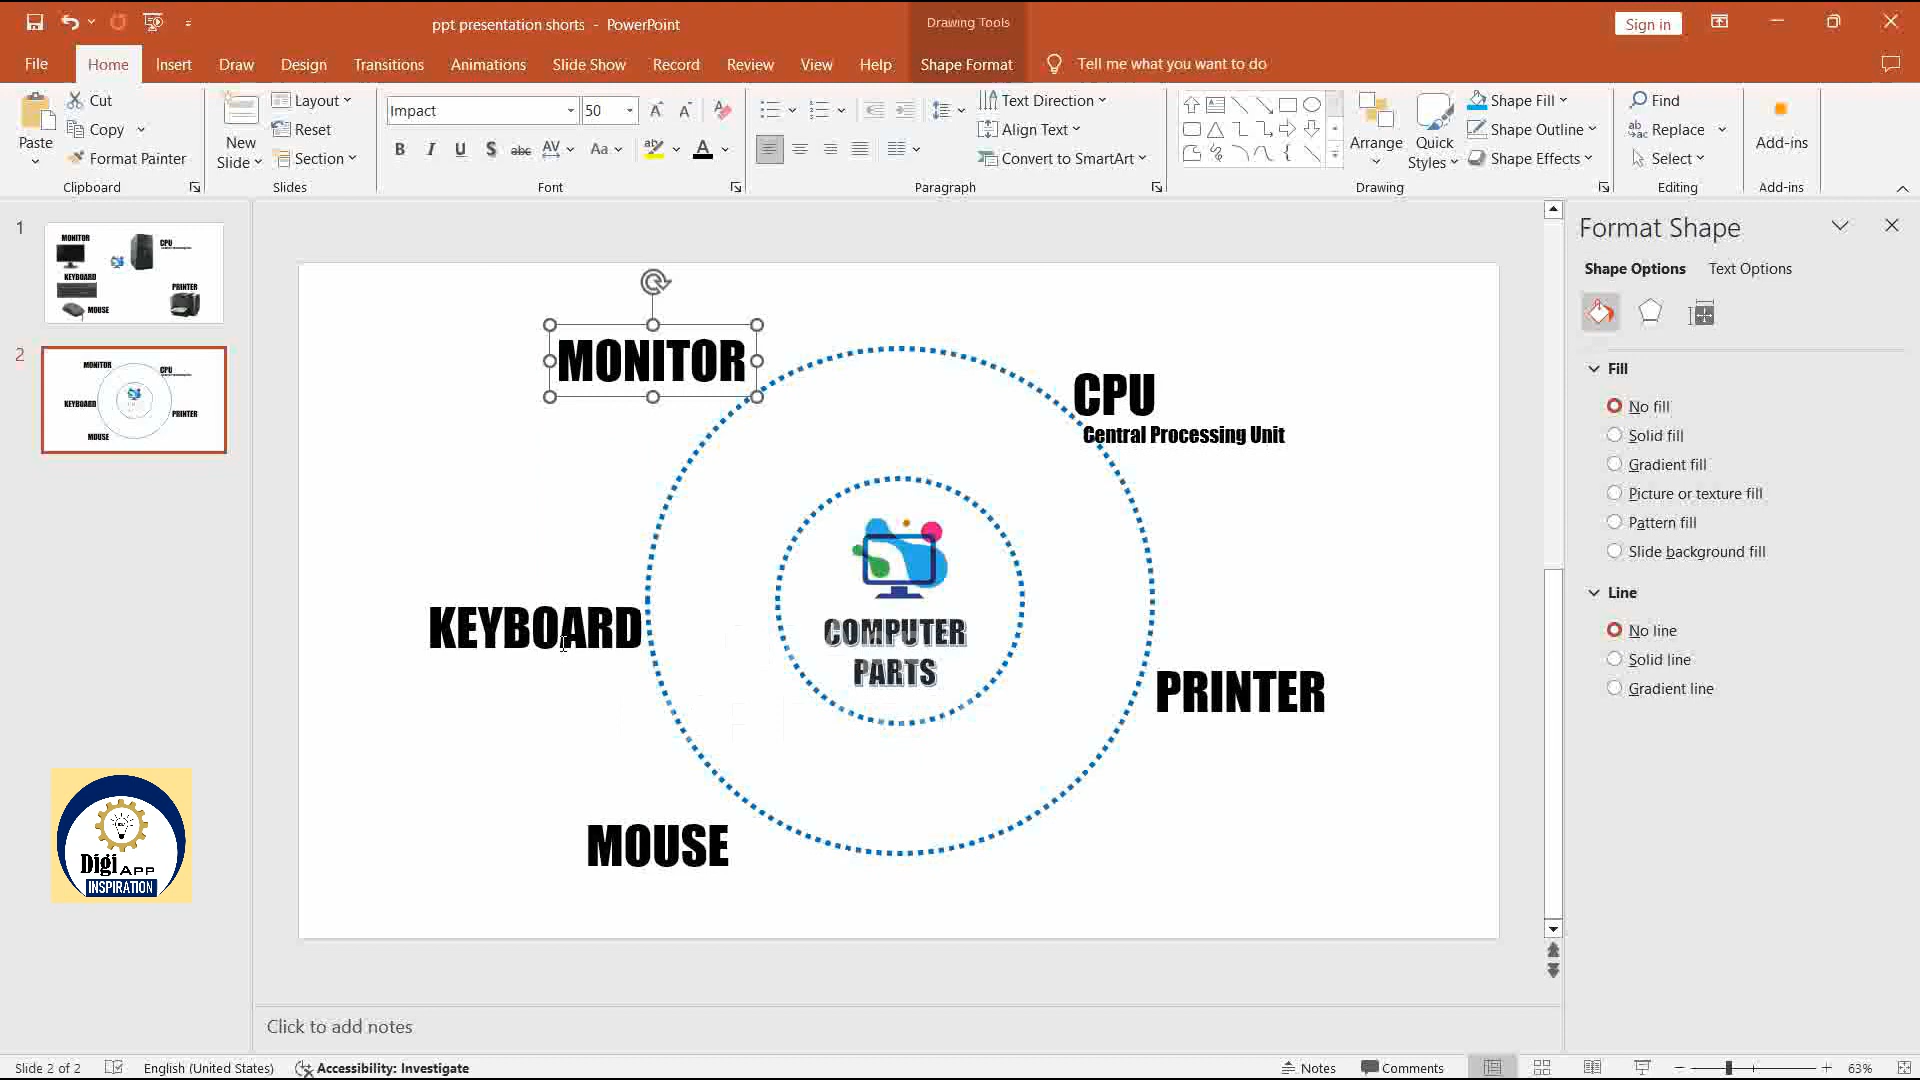 ppt presentation shorts - PowerPoint
Drawing Tools
Sign in
File
Home
Insert
Draw
Design
Transitions
Animations
Slide Show
Record
Review
View
Help
Shape Format
Tell me what you want to do
Paste
Cut
Copy
Format Painter
Clipboard
New
Slide
Layout
Reset
Section
Slides
Impact
50
Font
Text Direction
Align Text
Convert to SmartArt
Paragraph
Arrange
Quick
Styles
Shape Fill
Shape Outline
Shape Effects
Drawing
Find
Replace
Select
Editing
Add-ins
Add-ins
1
MONITOR
CPU
KEYBOARD
PRINTER
MOUSE
2
MONITOR
CPU
KEYBOARD
PRINTER
MOUSE
MONITOR
CPU
Central Processing Unit
KEYBOARD
COMPUTER
PARTS
PRINTER
MOUSE
Digi APP
INSPIRATION
Format Shape
Shape Options
Text Options
Fill
No fill
Solid fill
Gradient fill
Picture or texture fill
Pattern fill
Slide background fill
Line
No line
Solid line
Gradient line
Click to add notes
Slide 2 of 2
English (United States)
Accessibility: Investigate
Notes
Comments
63%